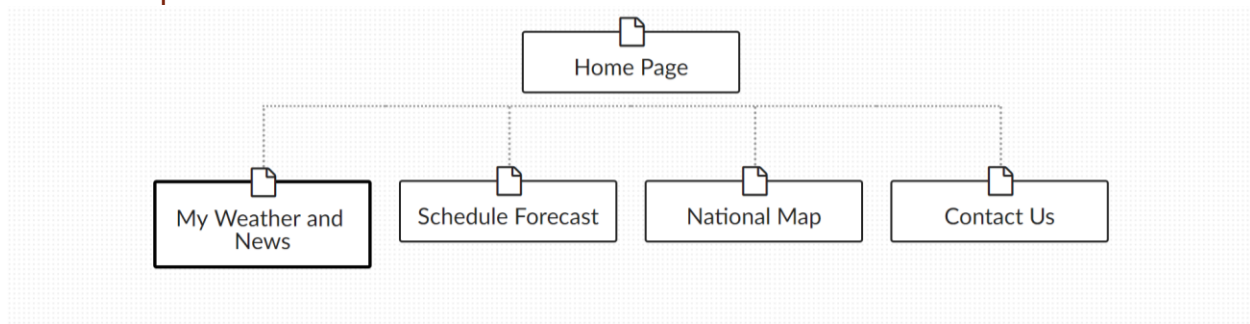 Home Page
My Weather and
News
Schedule Forecast
National Map
Contact Us